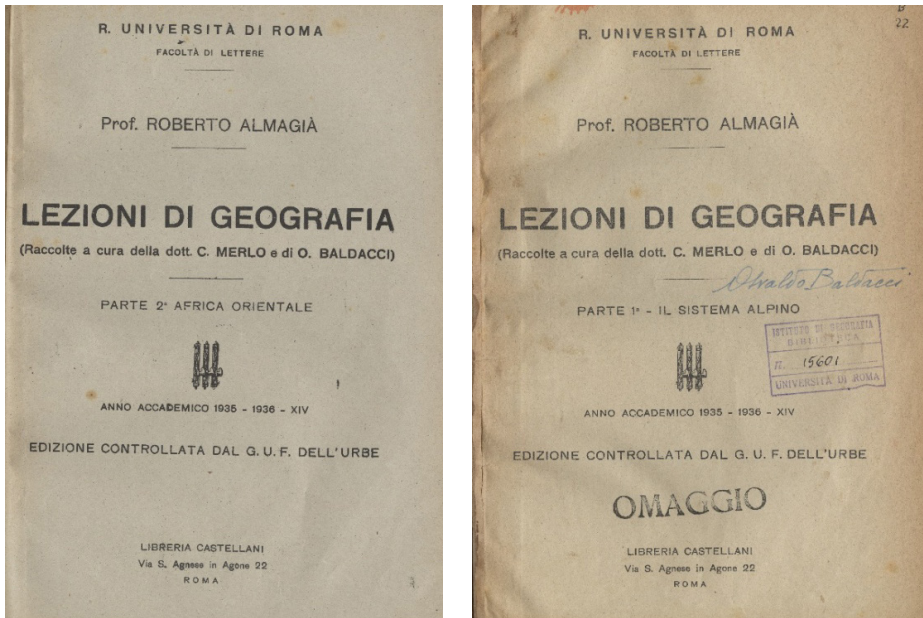 R. UNIVERSITÀ DI ROMA
FACOLTÀ DI LETTERE
Prof. ROBERTO ALMAGIÀ
LEZIONI DI GEOGRAFIA
(Raccolte a cura della dott. C. MERLO e di O. BALDACCI)
PARTE 2ª AFRICA ORIENTALE
ANNO ACCADEMICO 1935 - 1936 - XIV
EDIZIONE CONTROLLATA DAL G. U. F. DELL'URBE
LIBRERIA CASTELLANI
Via S. Agnese in Agone 22
ROMA
22
R. UNIVERSITÀ DI ROMA
FACOLTÀ DI LETTERE
Prof. ROBERTO ALMAGIÀ
LEZIONI DI GEOGRAFIA
(Raccolte a cura della dott. C. MERLO e di O. BALDACCI)
Osvaldo Baldacci
PARTE 1ª - IL SISTEMA ALPINO
ISTITUTO DI GEOGRAFIA
BIBLIOTECA
N. 15601
UNIVERSITÀ DI ROMA
ANNO ACCADEMICO 1935 - 1936 - XIV
EDIZIONE CONTROLLATA DAL G. U. F. DELL'URBE
OMAGGIO
LIBRERIA CASTELLANI
Via S. Agnese in Agone 22
ROMA